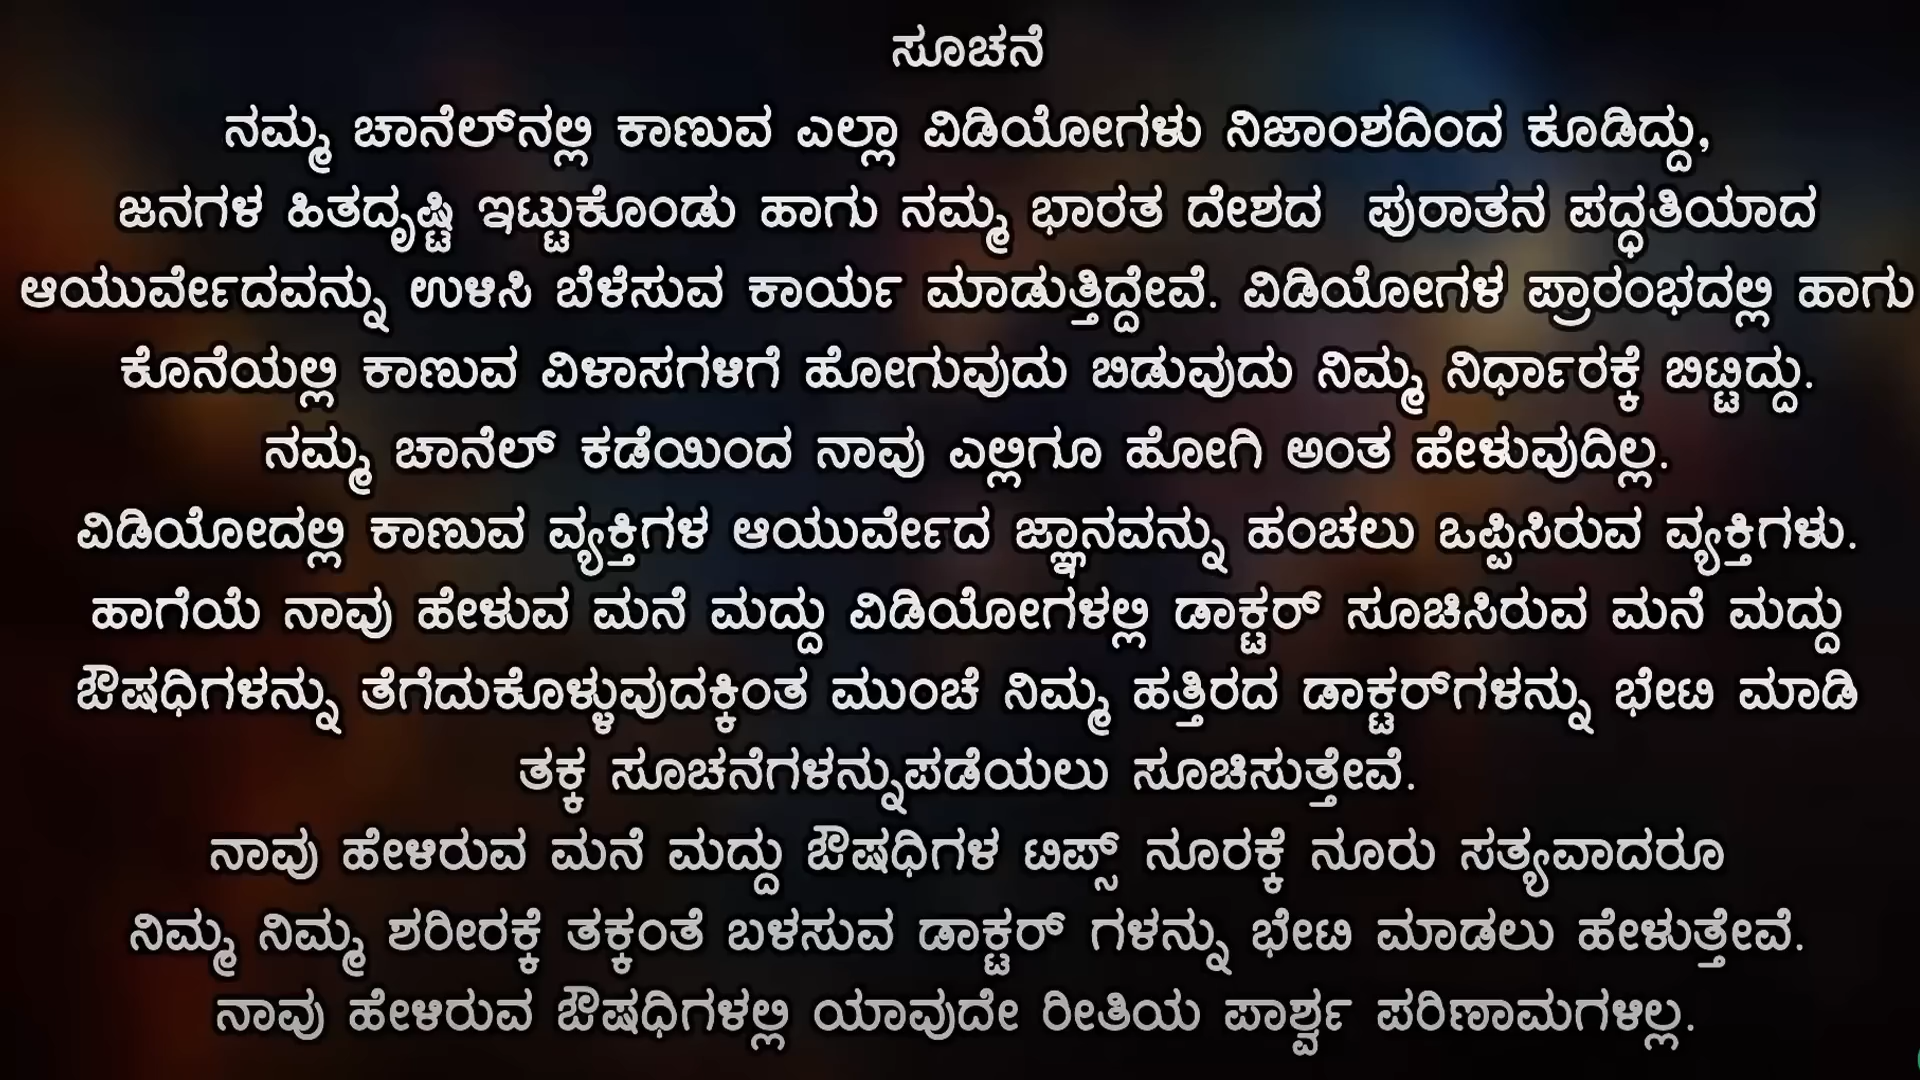 ಸೂಚನೆ
ನಮ್ಮ ಚಾನೆಲ್‌ನಲ್ಲಿ ಕಾಣುವ ಎಲ್ಲಾ ವಿಡಿಯೋಗಳು ನಿಜಾಂಶದಿಂದ ಕೂಡಿದ್ದು,
ಜನಗಳ ಹಿತದೃಷ್ಟಿ ಇಟ್ಟುಕೊಂಡು ಹಾಗು ನಮ್ಮ ಭಾರತ ದೇಶದ ಪುರಾತನ ಪದ್ಧತಿಯಾದ
ಆಯುರ್ವೇದವನ್ನು ಉಳಿಸಿ ಬೆಳೆಸುವ ಕಾರ್ಯ ಮಾಡುತ್ತಿದ್ದೇವೆ. ವಿಡಿಯೋಗಳ ಪ್ರಾರಂಭದಲ್ಲಿ ಹಾಗು
ಕೊನೆಯಲ್ಲಿ ಕಾಣುವ ವಿಳಾಸಗಳಿಗೆ ಹೋಗುವುದು ಬಿಡುವುದು ನಿಮ್ಮ ನಿರ್ಧಾರಕ್ಕೆ ಬಿಟ್ಟಿದ್ದು.
ನಮ್ಮ ಚಾನೆಲ್ ಕಡೆಯಿಂದ ನಾವು ಎಲ್ಲಿಗೂ ಹೋಗಿ ಅಂತ ಹೇಳುವುದಿಲ್ಲ.
ವಿಡಿಯೋದಲ್ಲಿ ಕಾಣುವ ವ್ಯಕ್ತಿಗಳ ಆಯುರ್ವೇದ ಜ್ಞಾನವನ್ನು ಹಂಚಲು ಒಪ್ಪಿಸಿರುವ ವ್ಯಕ್ತಿಗಳು.
ಹಾಗೆಯೆ ನಾವು ಹೇಳುವ ಮನೆ ಮದ್ದು ವಿಡಿಯೋಗಳಲ್ಲಿ ಡಾಕ್ಟರ್ ಸೂಚಿಸಿರುವ ಮನೆ ಮದ್ದು
ಔಷಧಿಗಳನ್ನು ತೆಗೆದುಕೊಳ್ಳುವುದಕ್ಕಿಂತ ಮುಂಚೆ ನಿಮ್ಮ ಹತ್ತಿರದ ಡಾಕ್ಟರ್‌ಗಳನ್ನು ಭೇಟಿ ಮಾಡಿ
ತಕ್ಕ ಸೂಚನೆಗಳನ್ನುಪಡೆಯಲು ಸೂಚಿಸುತ್ತೇವೆ.
ನಾವು ಹೇಳಿರುವ ಮನೆ ಮದ್ದು ಔಷಧಿಗಳ ಟಿಪ್ಸ್ ನೂರಕ್ಕೆ ನೂರು ಸತ್ಯವಾದರೂ
ನಿಮ್ಮ ನಿಮ್ಮ ಶರೀರಕ್ಕೆ ತಕ್ಕಂತೆ ಬಳಸುವ ಡಾಕ್ಟರ್ ಗಳನ್ನು ಭೇಟಿ ಮಾಡಲು ಹೇಳುತ್ತೇವೆ.
ನಾವು ಹೇಳಿರುವ ಔಷಧಿಗಳಲ್ಲಿ ಯಾವುದೇ ರೀತಿಯ ಪಾರ್ಶ್ವ ಪರಿಣಾಮಗಳಿಲ್ಲ.